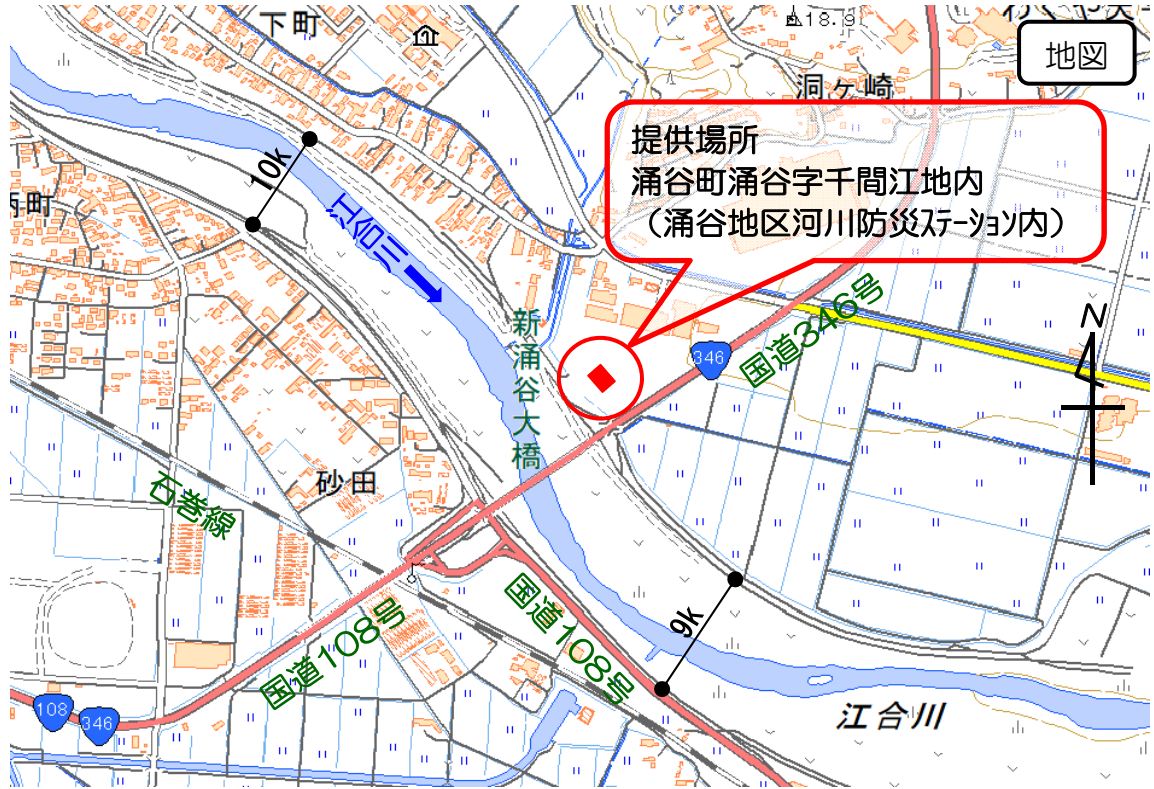 下町
18.9
地図
洞ヶ崎
提供場所
涌谷町涌谷字千間江地内
（涌谷地区河川防災ｽﾃｰｼｮﾝ内）
10k
江合川
新涌谷大橋
国道346号
346
N
砂田
石巻線
国道108号
国道108号
9k
108
346
江合川